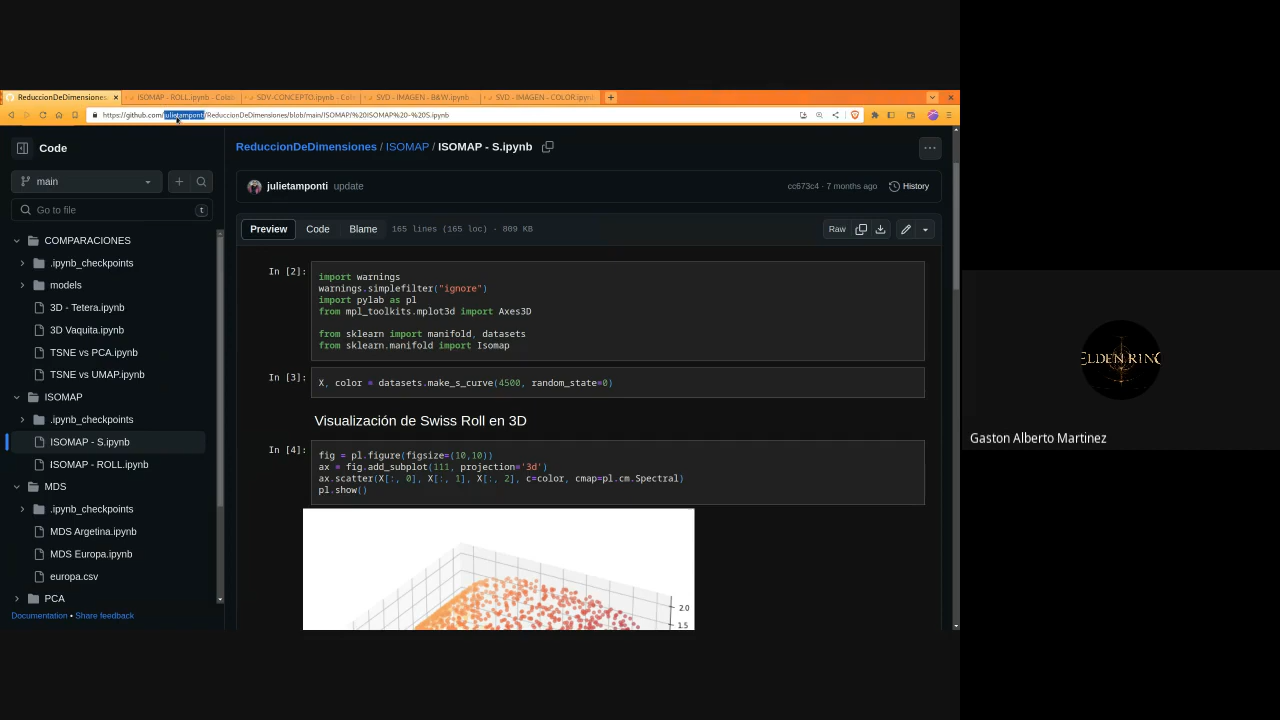 ReduccionDeDimensiones
ISOMAP - ROLL.ipynb - Colab
SDV-CONCEPTO.ipynb - Col
SVD - IMAGEN - B&W.ipynb
SVD - IMAGEN - COLOR.ipyn
https://github.com/julietamponti/ReduccionDeDimensiones/blob/main/ISOMAP/%20ISOMAP%20-%20S.ipynb
Code
main
Go to file
t
COMPARACIONES
.ipynb_checkpoints
models
3D - Tetera.ipynb
3D Vaquita.ipynb
TSNE vs PCA.ipynb
TSNE vs UMAP.ipynb
ISOMAP
.ipynb_checkpoints
ISOMAP - S.ipynb
ISOMAP - ROLL.ipynb
MDS
.ipynb_checkpoints
MDS Argetina.ipynb
MDS Europa.ipynb
europa.csv
PCA
Documentation • Share feedback
ReduccionDeDimensiones / ISOMAP / ISOMAP - S.ipynb
julietamponti update
cc673c4 · 7 months ago
History
Preview
Code
Blame
165 lines (165 loc) · 809 KB
Raw
In [2]:
import warnings
warnings.simplefilter("ignore")
import pylab as pl
from mpl_toolkits.mplot3d import Axes3D
from sklearn import manifold, datasets
from sklearn.manifold import Isomap
In [3]:
X, color = datasets.make_s_curve(4500, random_state=0)
Visualización de Swiss Roll en 3D
In [4]:
fig = pl.figure(figsize=(10,10))
ax = fig.add_subplot(111, projection='3d')
ax.scatter(X[:, 0], X[:, 1], X[:, 2], c=color, cmap=pl.cm.Spectral)
pl.show()
2.0
1.5
ELDEN RING
Gaston Alberto Martinez